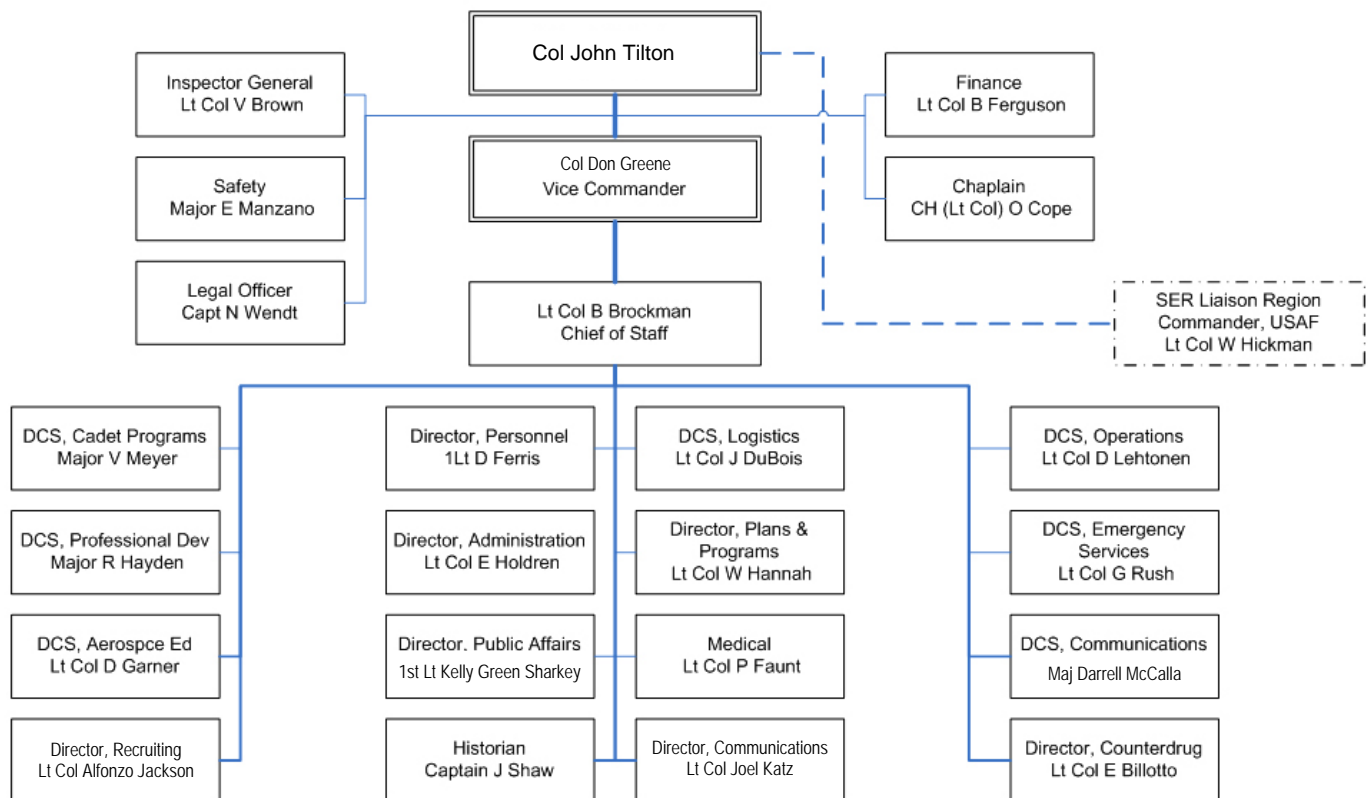 Col John Tilton
Inspector General
Lt Col V Brown
Finance
Lt Col B Ferguson
Col Don Greene
Vice Commander
Safety
Major E Manzano
Chaplain
CH (Lt Col) O Cope
Legal Officer
Capt N Wendt
Lt Col B Brockman
Chief of Staff
SER Liaison Region
Commander, USAF
Lt Col W Hickman
DCS, Cadet Programs
Major V Meyer
Director, Personnel
1Lt D Ferris
DCS, Logistics
Lt Col J DuBois
DCS, Operations
Lt Col D Lehtonen
DCS, Professional Dev
Major R Hayden
Director, Administration
Lt Col E Holdren
Director, Plans &
Programs
Lt Col W Hannah
DCS, Emergency
Services
Lt Col G Rush
DCS, Aerospce Ed
Lt Col D Garner
Director. Public Affairs
1st Lt Kelly Green Sharkey
Medical
Lt Col P Faunt
DCS, Communications
Maj Darrell McCalla
Director, Recruiting
Lt Col Alfonzo Jackson
Historian
Captain J Shaw
Director, Communications
Lt Col Joel Katz
Director, Counterdrug
Lt Col E Billotto